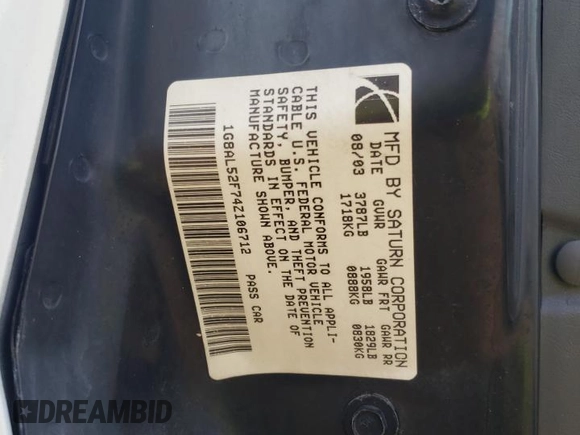 MFD BY SATURN CORPORATION
DATE GVWR GAWR FRT GAWR RR
08/03 3787LB 1958LB 1829LB
1718KG 0888KG 0830KG
THIS VEHICLE CONFORMS TO ALL APPLI-
CABLE U.S. FEDERAL MOTOR VEHICLE
SAFETY, BUMPER, AND THEFT PREVENTION
STANDARDS IN EFFECT ON THE DATE OF
MANUFACTURE SHOWN ABOVE.
1G8AL52F74Z106712 PASS CAR
DREAMBID